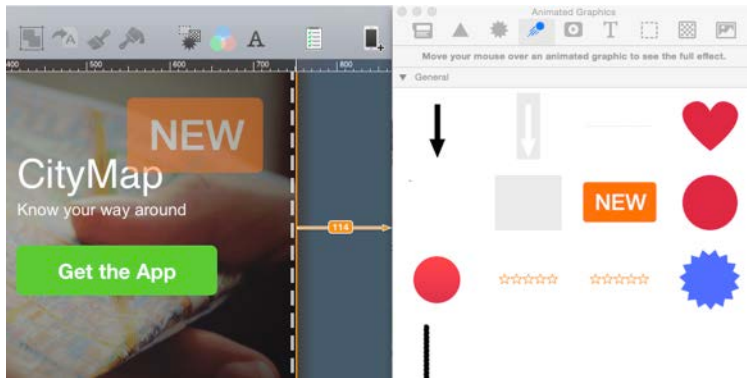 Animated Graphics
A
A
T
Move your mouse over an animated graphic to see the full effect.
400
500
600
700
800
General
NEW
CityMap
Know your way around
Get the App
114
NEW